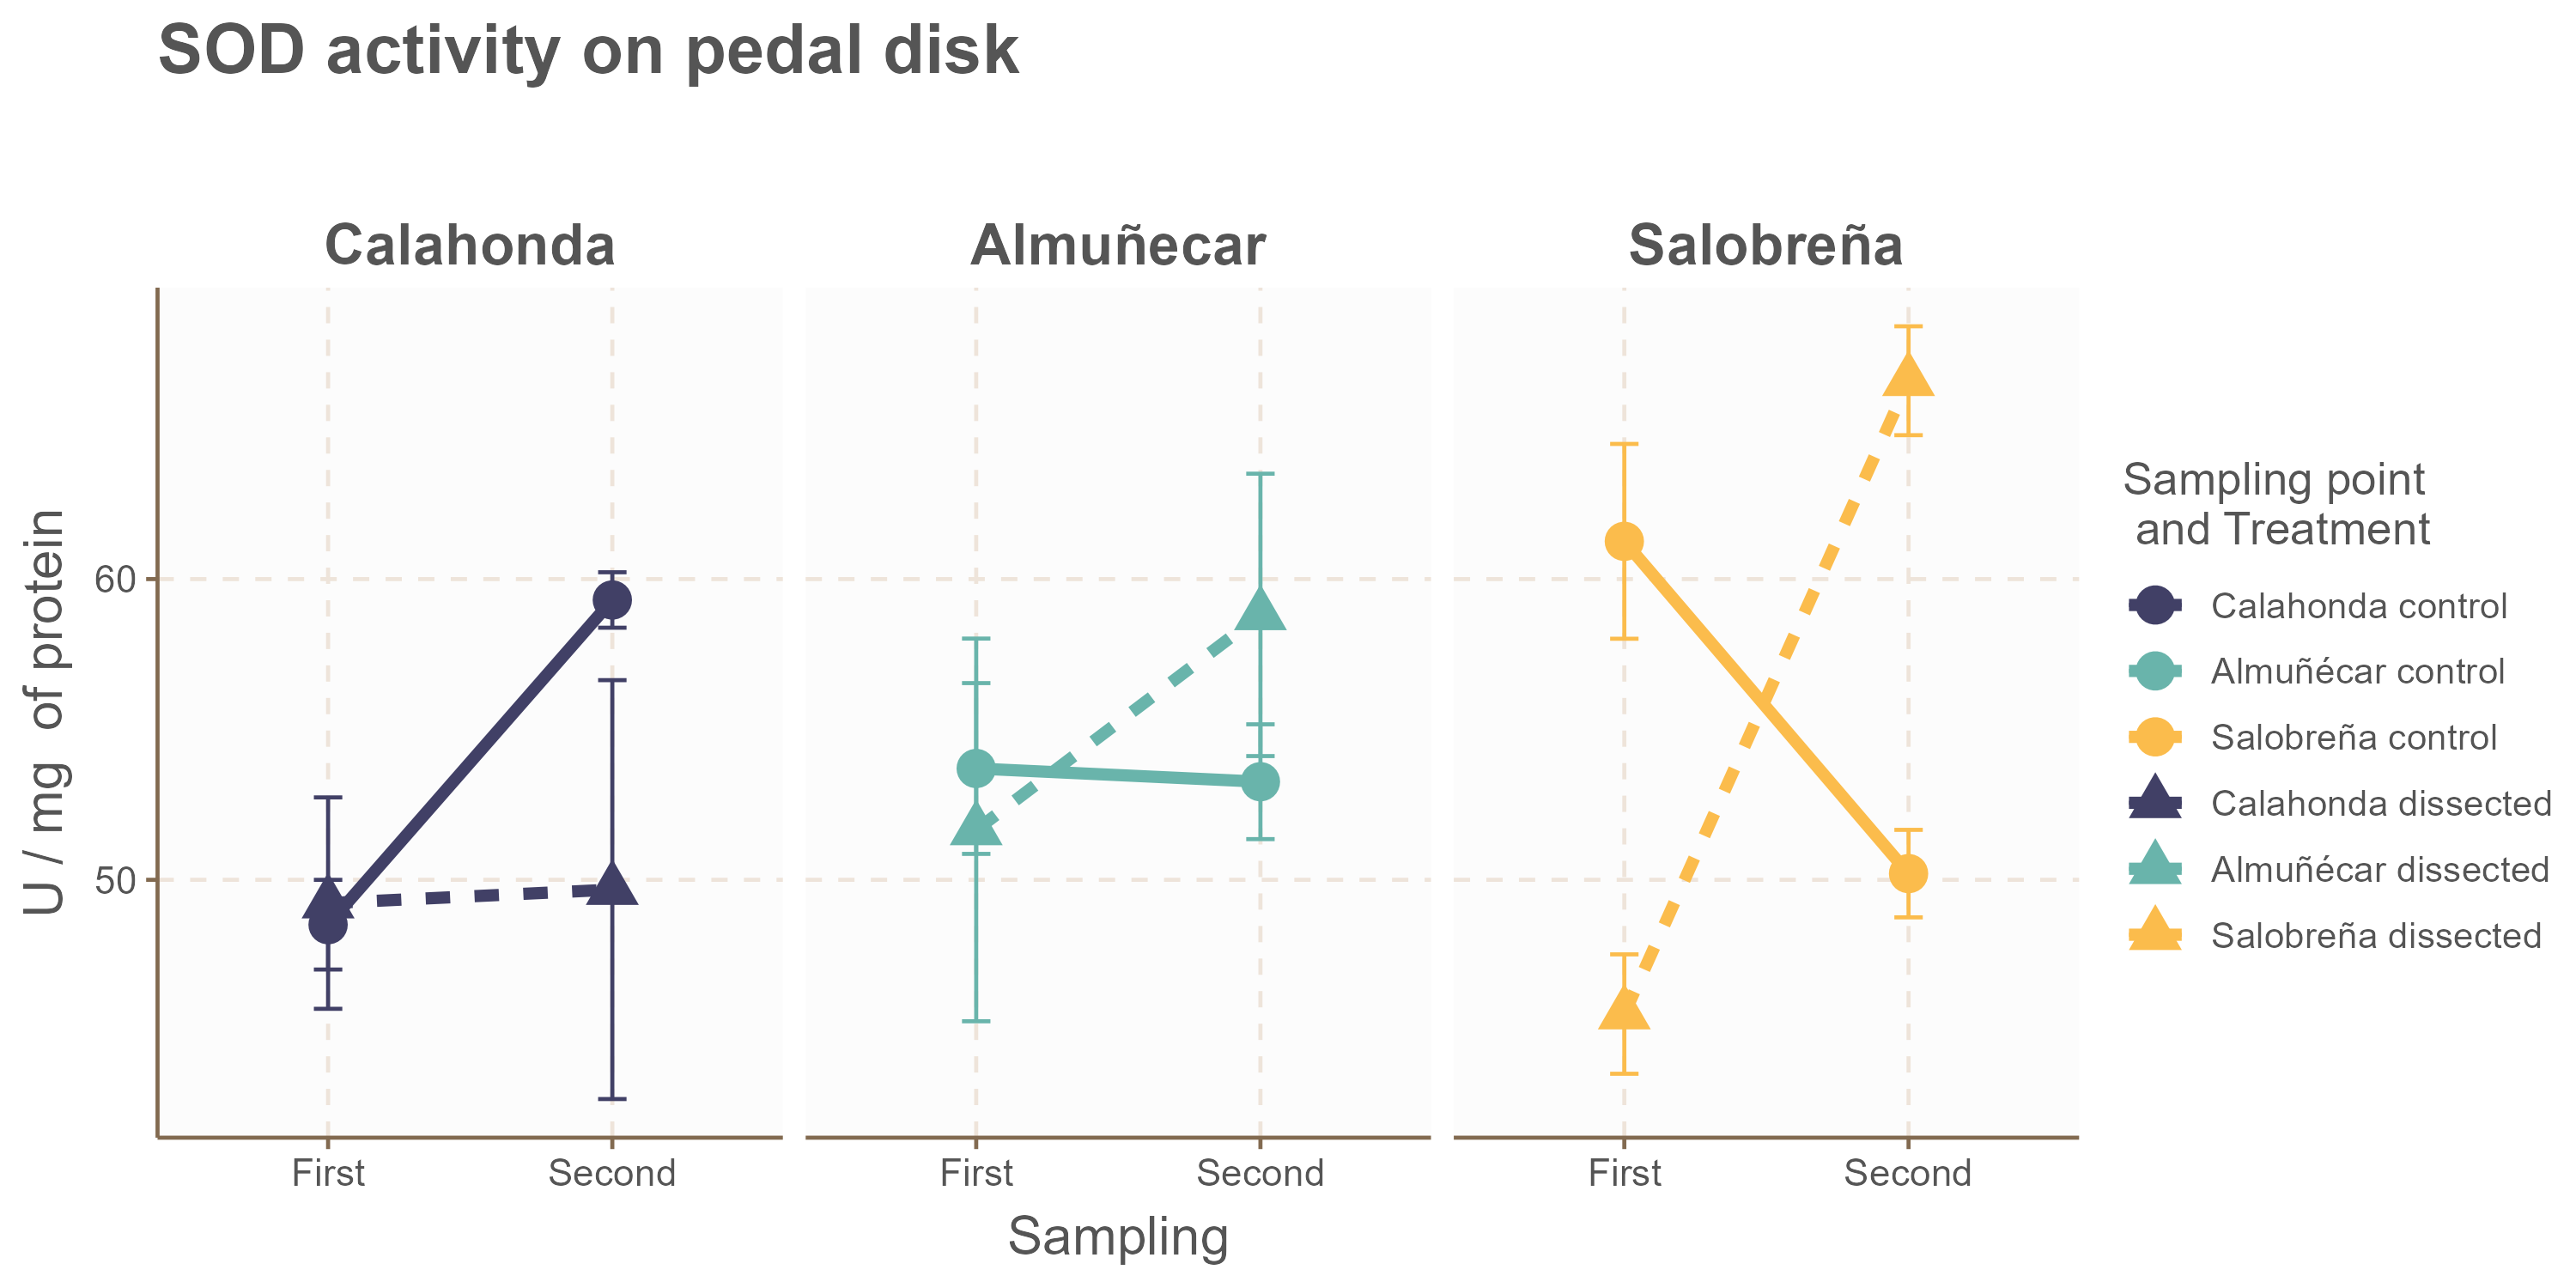 SOD activity on pedal disk
Calahonda
Almuñecar
Salobreña
U / mg  of protein
60
50
First
Second
First
Second
First
Second
Sampling
Sampling point
and Treatment
Calahonda control
Almuñécar control
Salobreña control
Calahonda dissected
Almuñécar dissected
Salobreña dissected